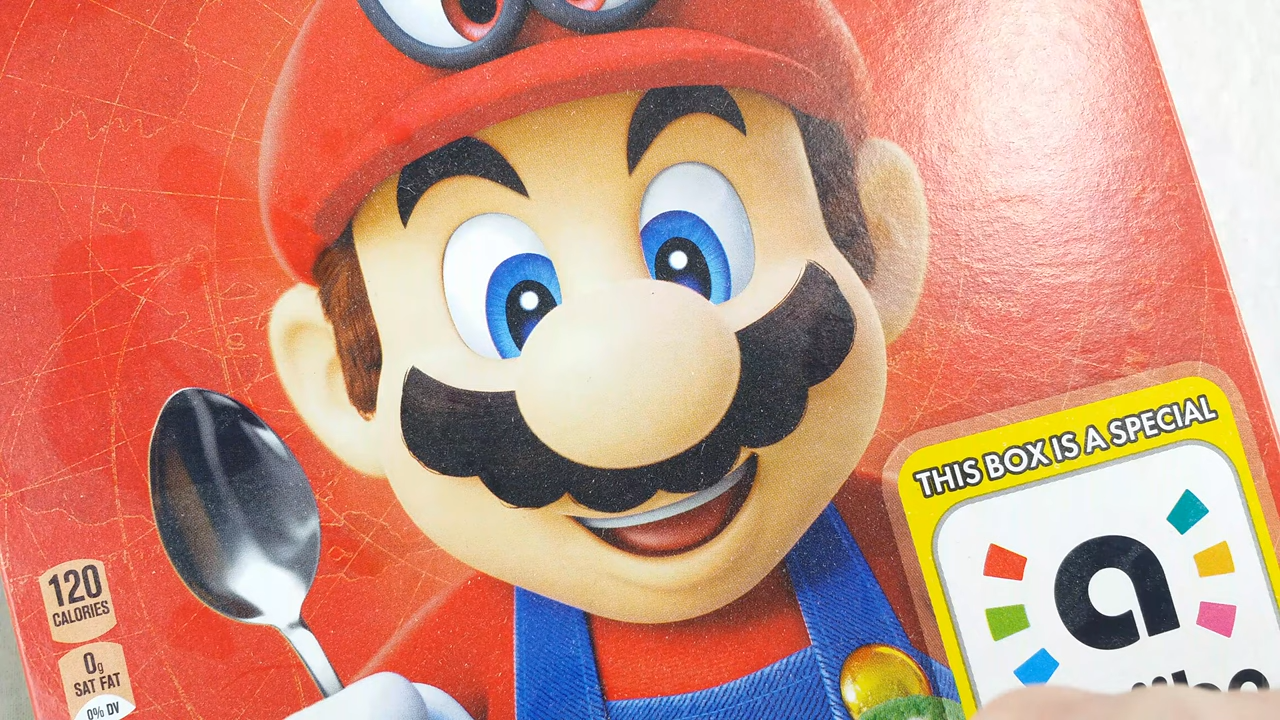 THIS BOX IS A SPECIAL
a
120
CALORIES
0g
SAT FAT
0% DV